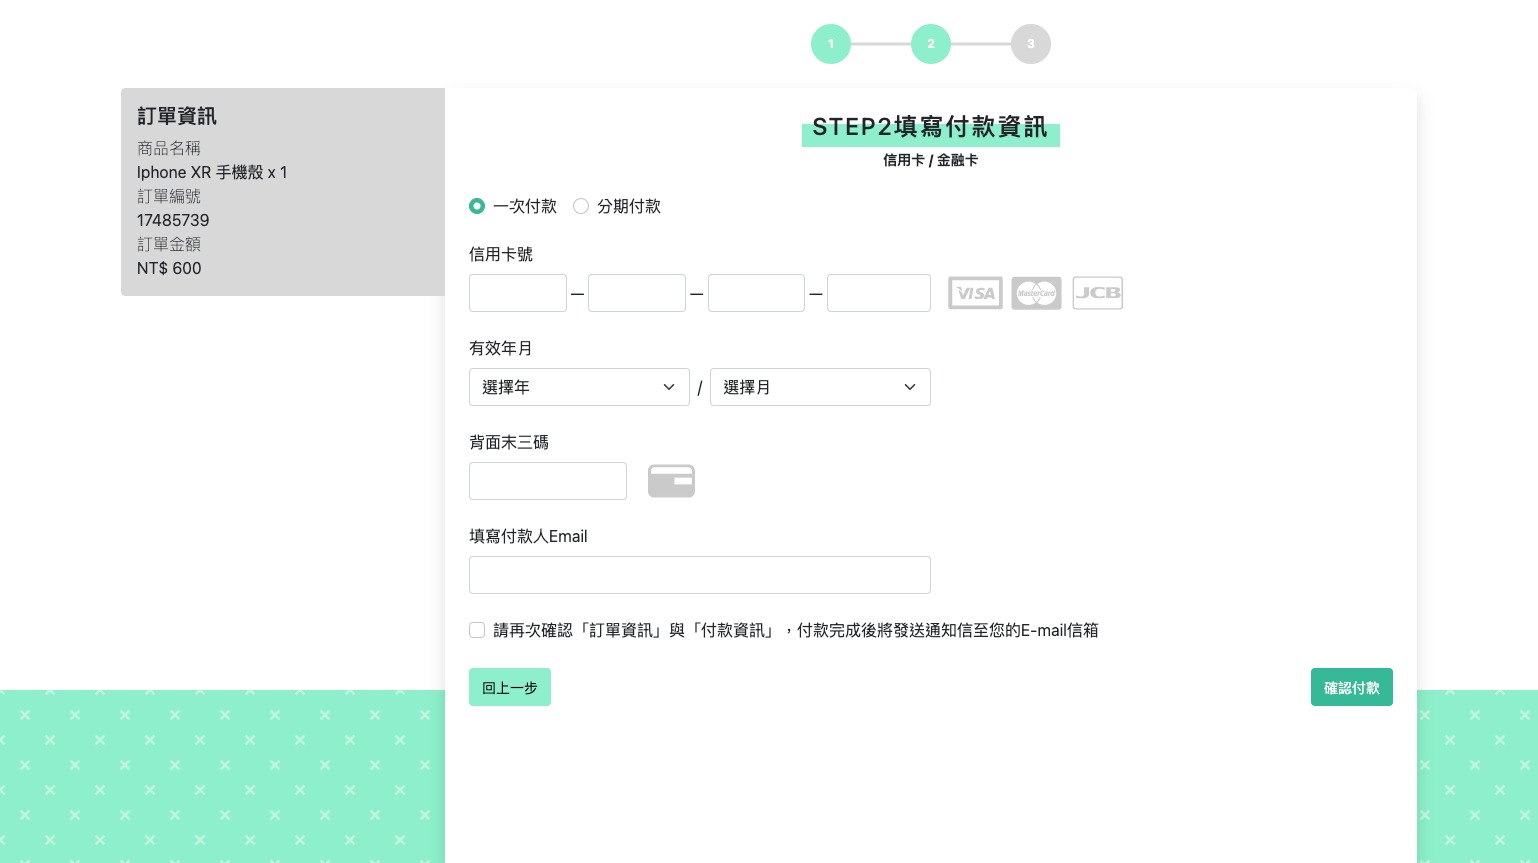 1
2
3
訂單資訊
商品名稱
Iphone XR 手機殼 x 1
訂單編號
17485739
訂單金額
NT$ 600
STEP2填寫付款資訊
信用卡 / 金融卡
一次付款 分期付款
信用卡號
— — — VISA MasterCard JCB
有效年月
選擇年 / 選擇月
背面末三碼
填寫付款人Email
請再次確認「訂單資訊」與「付款資訊」，付款完成後將發送通知信至您的E-mail信箱
回上一步 確認付款